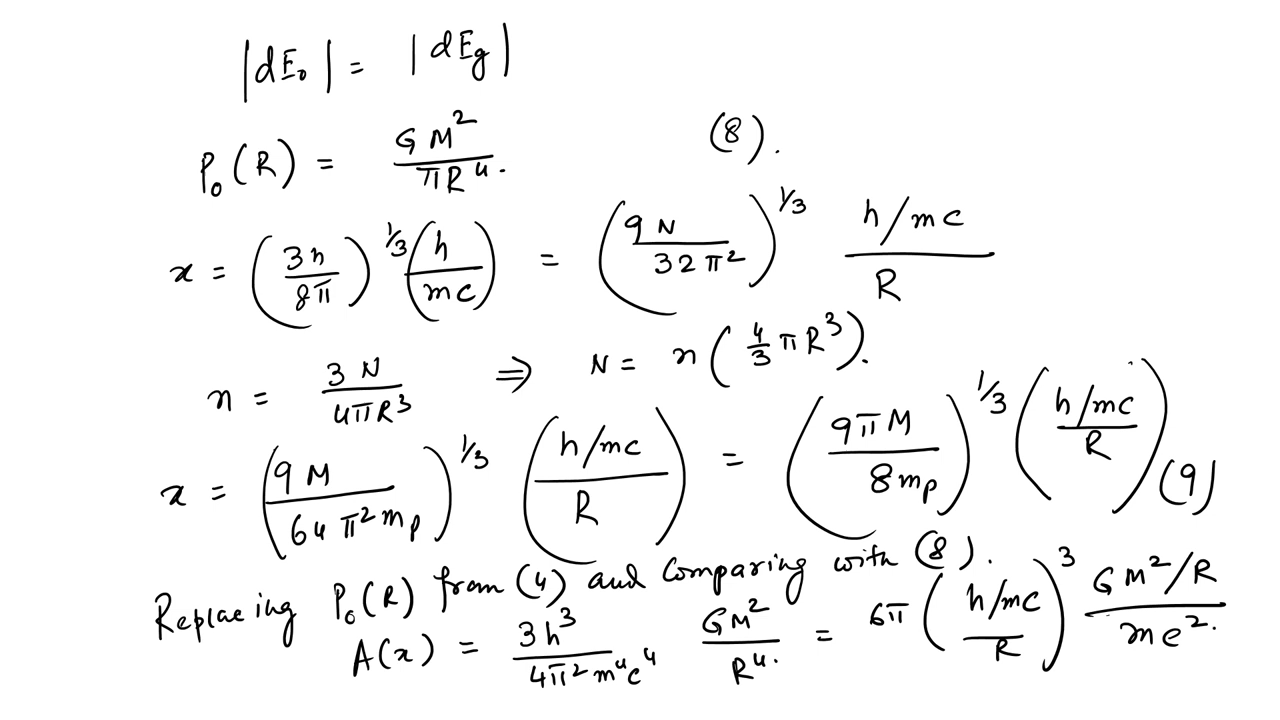 |dE₀| = |dE_g|
P₀(R) = GM²/πR⁴. (8).
x = (3n/8π)^1/3 (h/mc) = (9N/32π²)^1/3 (h/mc)/R
n = 3N/4πR³ ⇒ N = n(4/3 πR³).
x = (9M/64π²m_p)^1/3 ((h/mc)/R) = (9πM/8m_p)^1/3 ((ħ/mc)/R) (9)
Replacing P₀(R) from (4) and comparing with (8).
A(x) = 3h³/4π²m⁴c⁴ GM²/R⁴. = 6π ((ħ/mc)/R)³ (GM²/R)/(mc²).